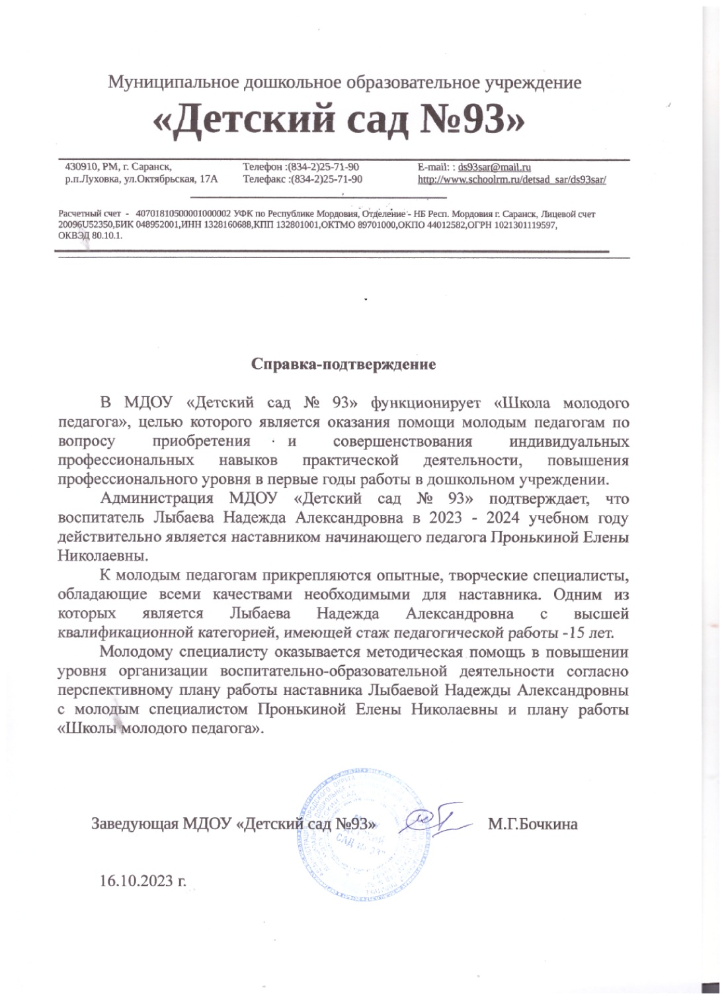 Муниципальное дошкольное образовательное учреждение
«Детский сад №93»
430910, РМ, г. Саранск,
р.п.Луховка, ул.Октябрьская, 17А
Телефон :(834-2)25-71-90
Телефакс :(834-2)25-71-90
E-mail: : ds93sar@mail.ru
http://www.schoolrm.ru/detsad_sar/ds93sar/
Расчетный счет - 40701810500001000002 УФК по Республике Мордовия, Отделение - НБ Респ. Мордовия г. Саранск, Лицевой счет
20096U52350,БИК 048952001,ИНН 1328160688,КПП 132801001,ОКТМО 89701000,ОКПО 44012582,ОГРН 1021301119597,
ОКВЭД 80.10.1.
Справка-подтверждение
В МДОУ «Детский сад № 93» функционирует «Школа молодого
педагога», целью которого является оказания помощи молодым педагогам по
вопросу приобретения и совершенствования индивидуальных
профессиональных навыков практической деятельности, повышения
профессионального уровня в первые годы работы в дошкольном учреждении.
Администрация МДОУ «Детский сад № 93» подтверждает, что
воспитатель Лыбаева Надежда Александровна в 2023 - 2024 учебном году
действительно является наставником начинающего педагога Пронькиной Елены
Николаевны.
К молодым педагогам прикрепляются опытные, творческие специалисты,
обладающие всеми качествами необходимыми для наставника. Одним из
которых является Лыбаева Надежда Александровна с высшей
квалификационной категорией, имеющей стаж педагогической работы -15 лет.
Молодому специалисту оказывается методическая помощь в повышении
уровня организации воспитательно-образовательной деятельности согласно
перспективному плану работы наставника Лыбаевой Надежды Александровны
с молодым специалистом Пронькиной Елены Николаевны и плану работы
«Школы молодого педагога».
Заведующая МДОУ «Детский сад №93» М.Г.Бочкина
16.10.2023 г.